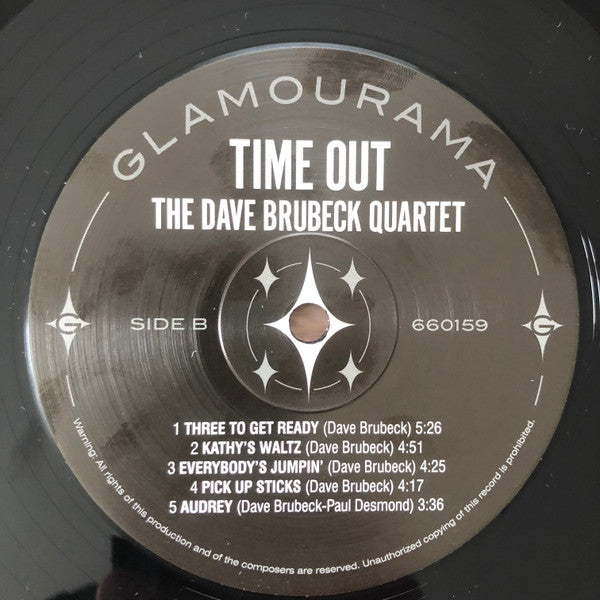 GLAMOURAMA
TIME OUT
THE DAVE BRUBECK QUARTET
G
SIDE B
660159
G
1 THREE TO GET READY (Dave Brubeck) 5:26
2 KATHY'S WALTZ (Dave Brubeck) 4:51
3 EVERYBODY'S JUMPIN' (Dave Brubeck) 4:25
4 PICK UP STICKS (Dave Brubeck) 4:17
5 AUDREY (Dave Brubeck-Paul Desmond) 3:36
Warning: All rights of this production and of the composers are reserved. Unauthorized copying of this record is prohibited.